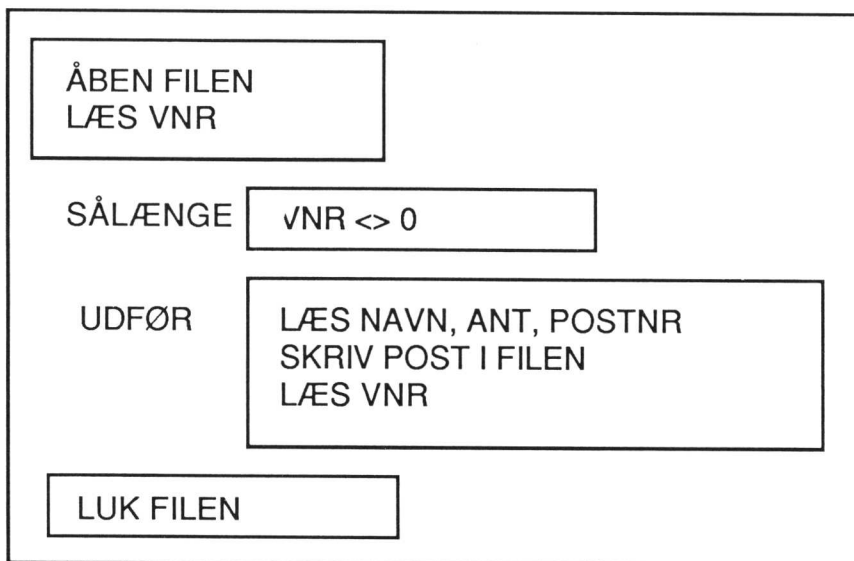 ÅBEN FILEN
LÆS VNR
SÅLÆNGE VNR <> 0
UDFØR LÆS NAVN, ANT, POSTNR
SKRIV POST I FILEN
LÆS VNR
LUK FILEN